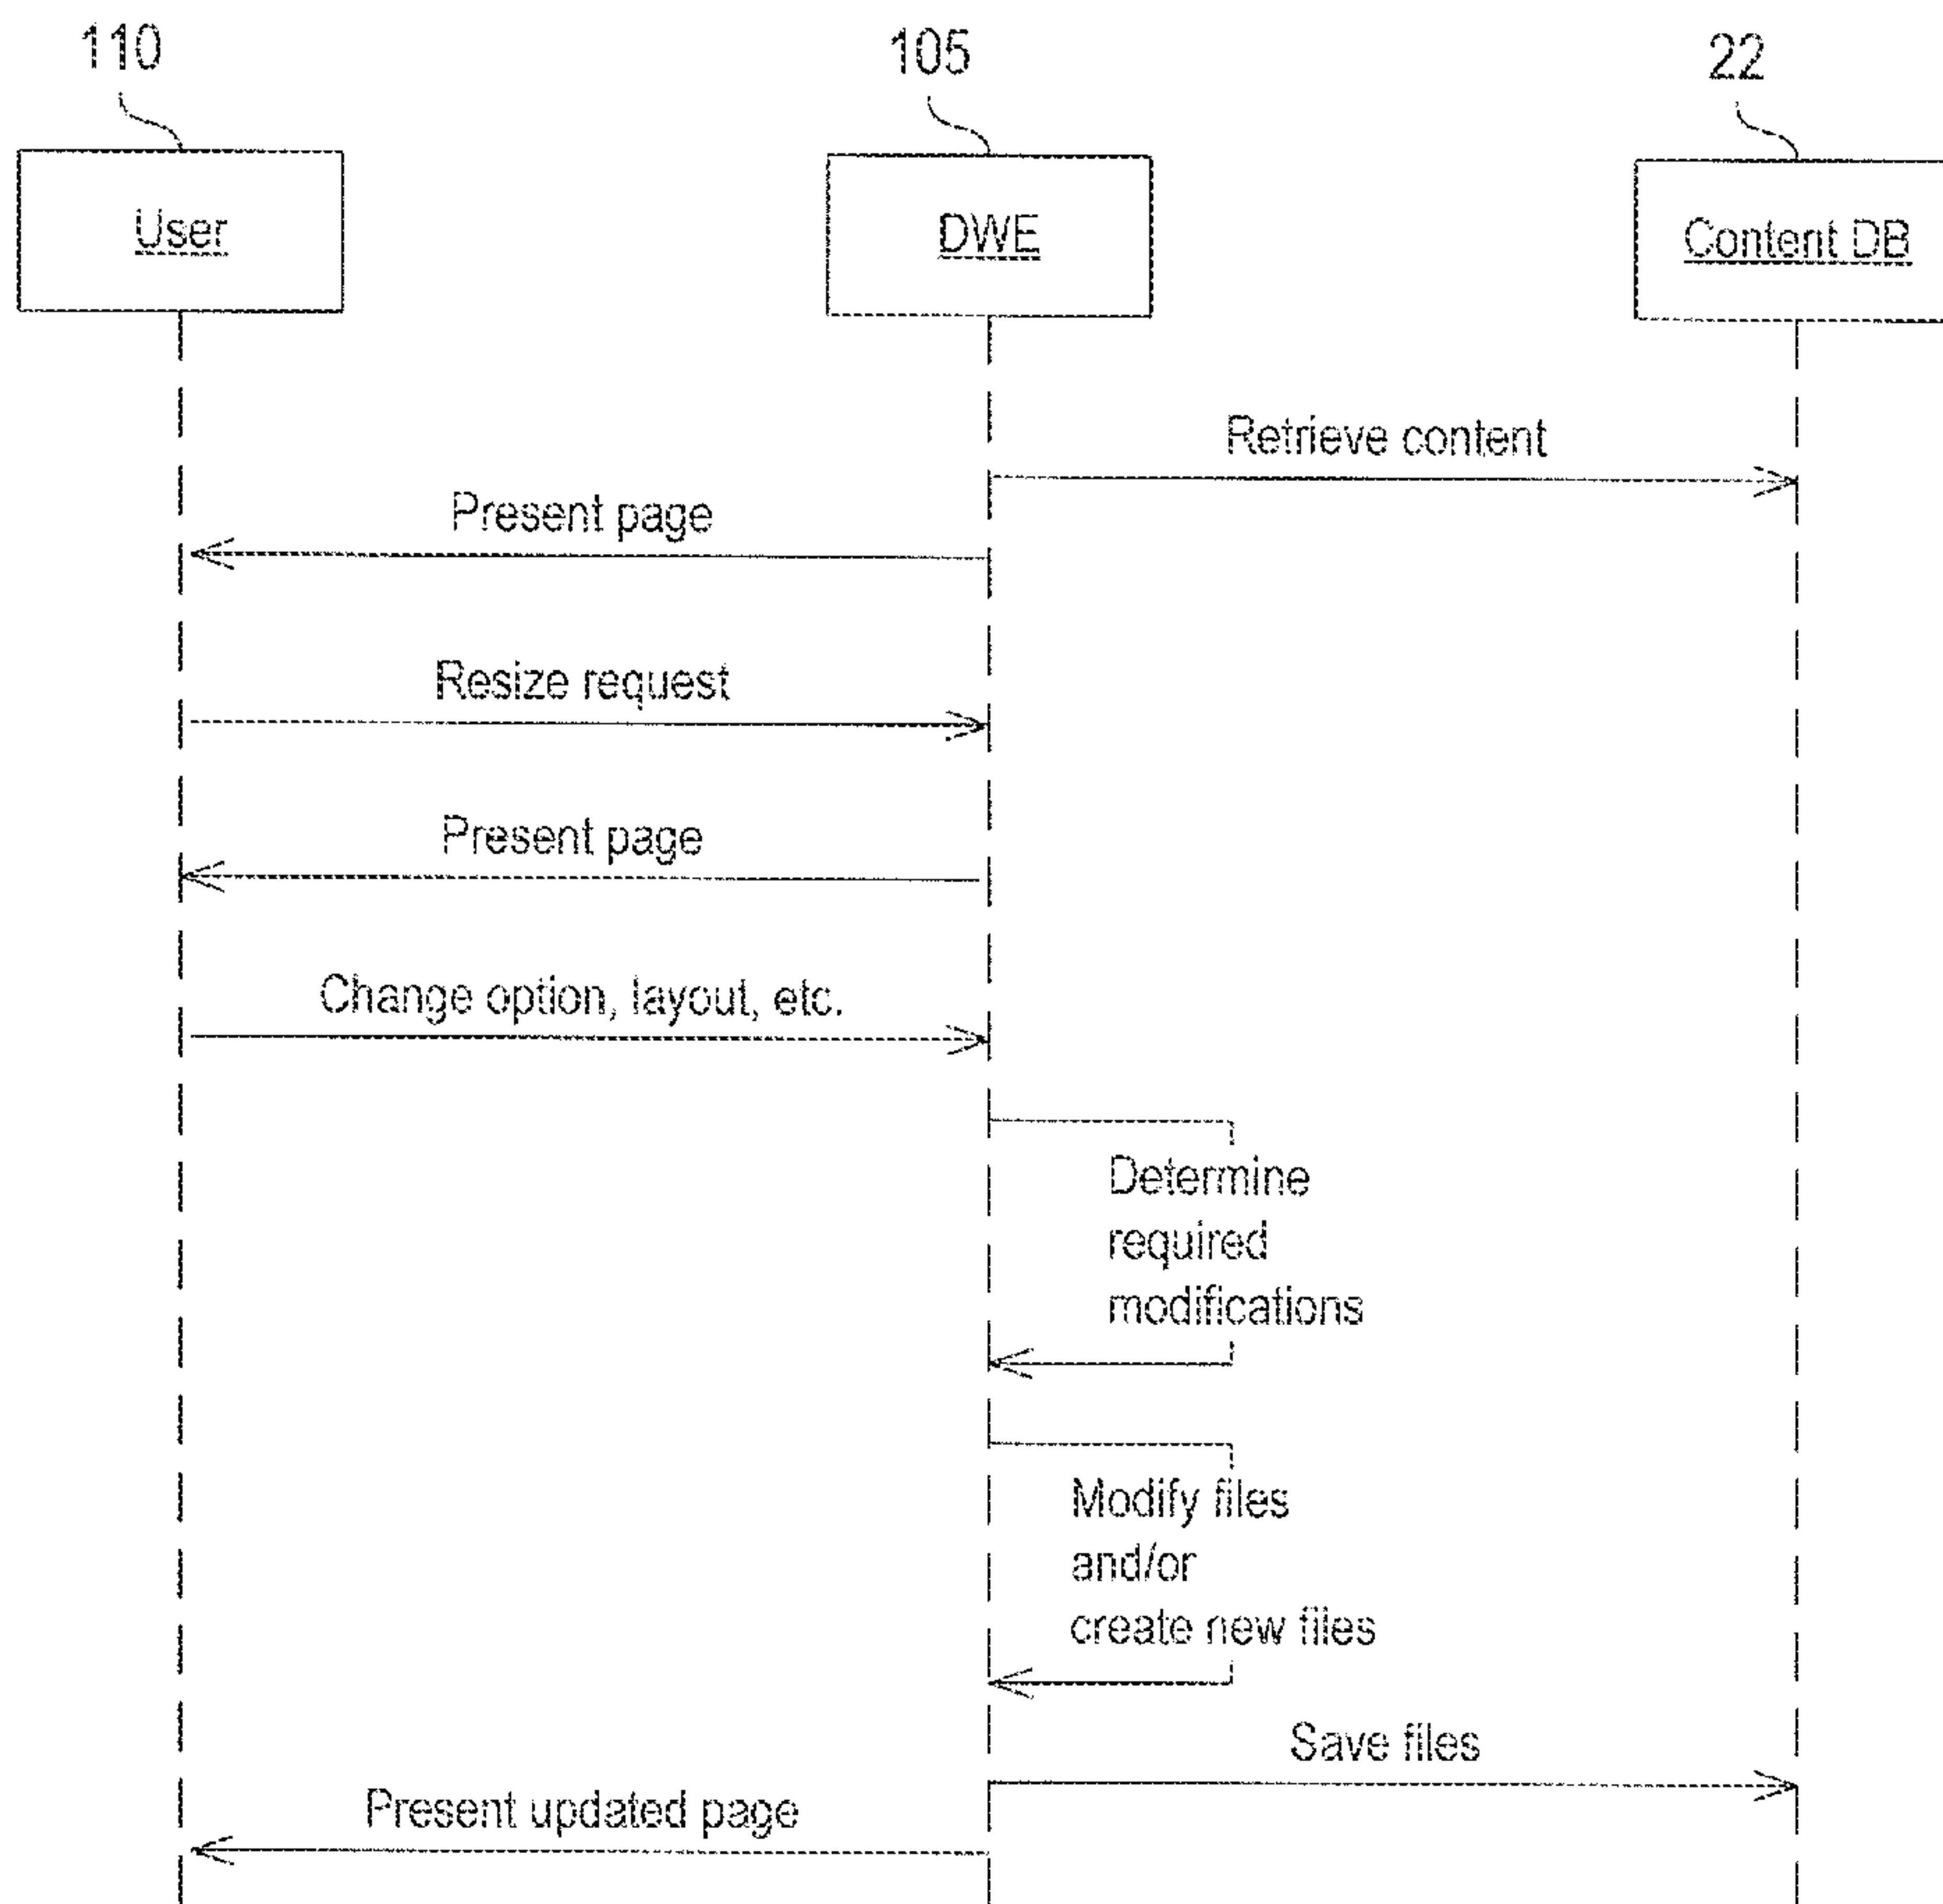 110
105
22
User
DWE
Content DB
Retrieve content
Present page
Resize request
Present page
Change option, layout, etc.
Determine
required
modifications
Modify files
and/or
create new files
Save files
Present updated page